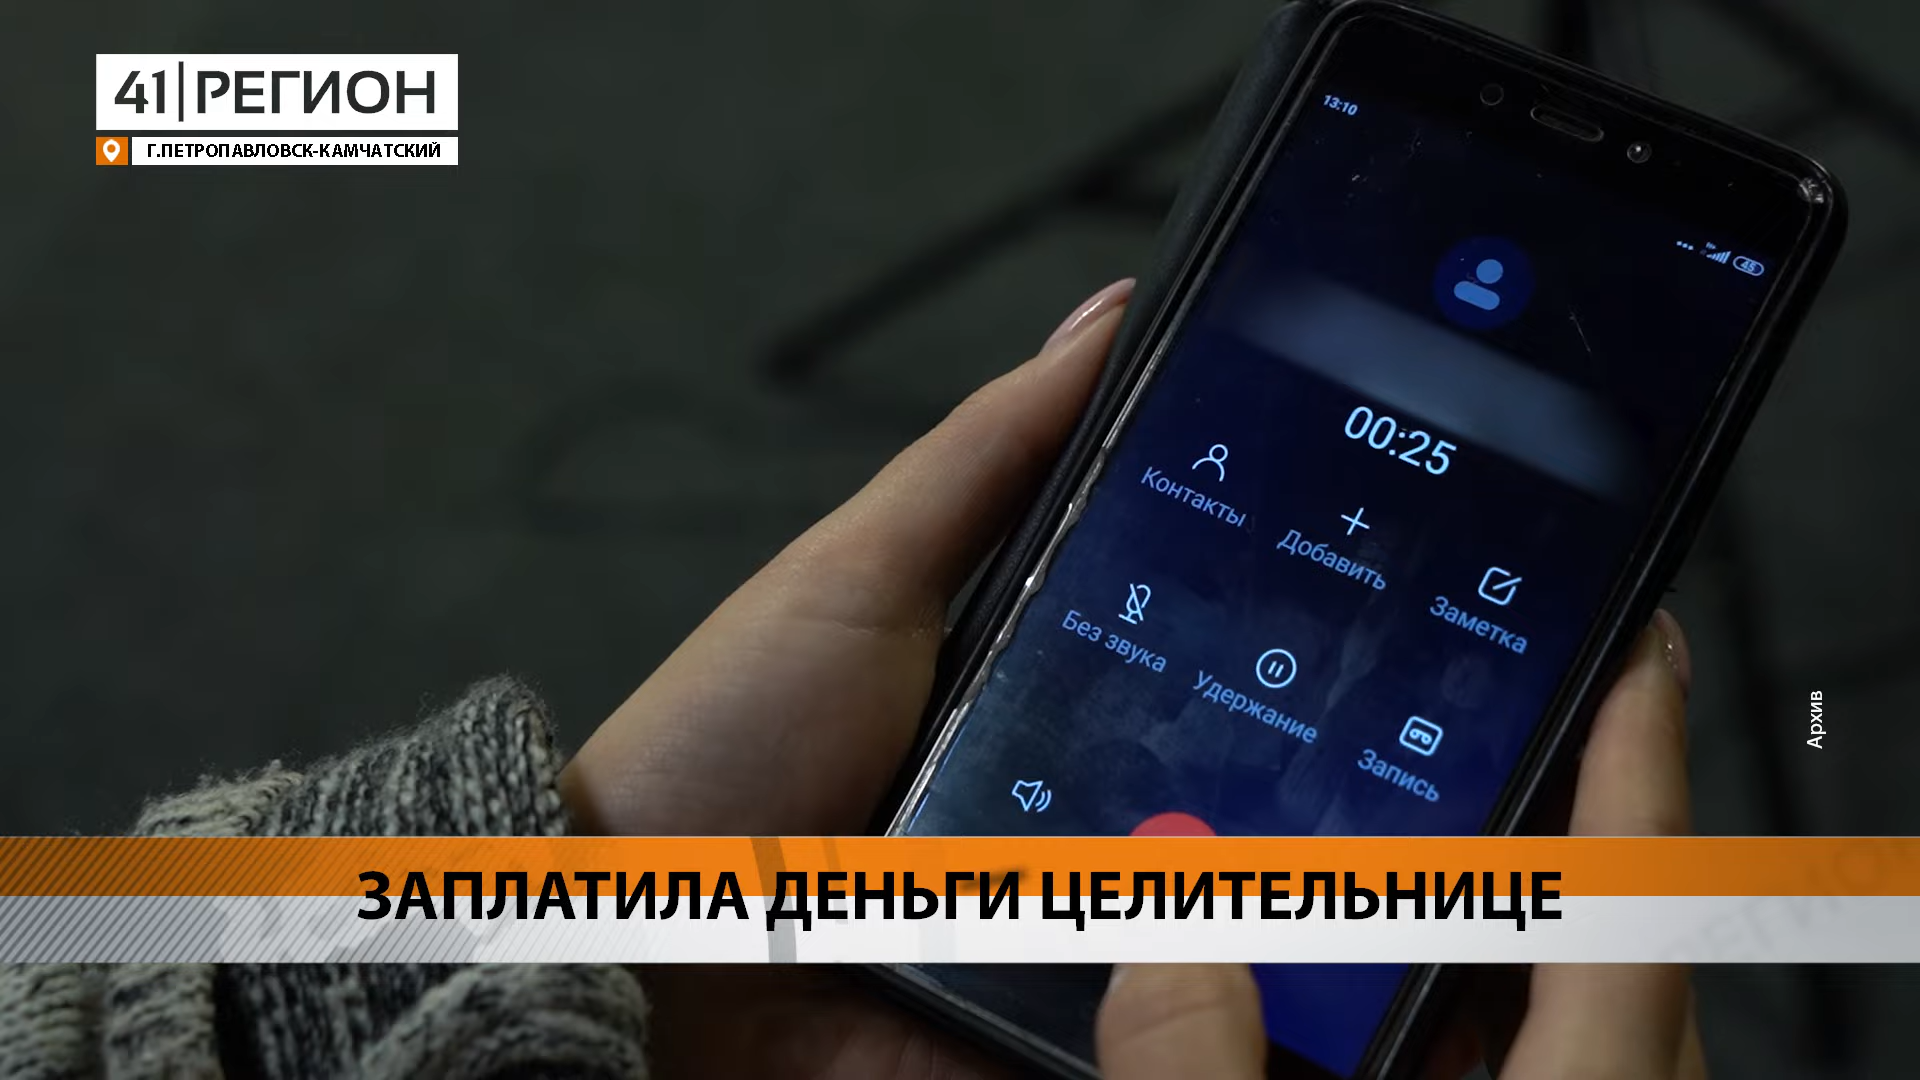 41|РЕГИОН
Г.ПЕТРОПАВЛОВСК-КАМЧАТСКИЙ
13:10
45
00:25
Контакты
Добавить
Заметка
Без звука
Удержание
Запись
Архив
ЗАПЛАТИЛА ДЕНЬГИ ЦЕЛИТЕЛЬНИЦЕ